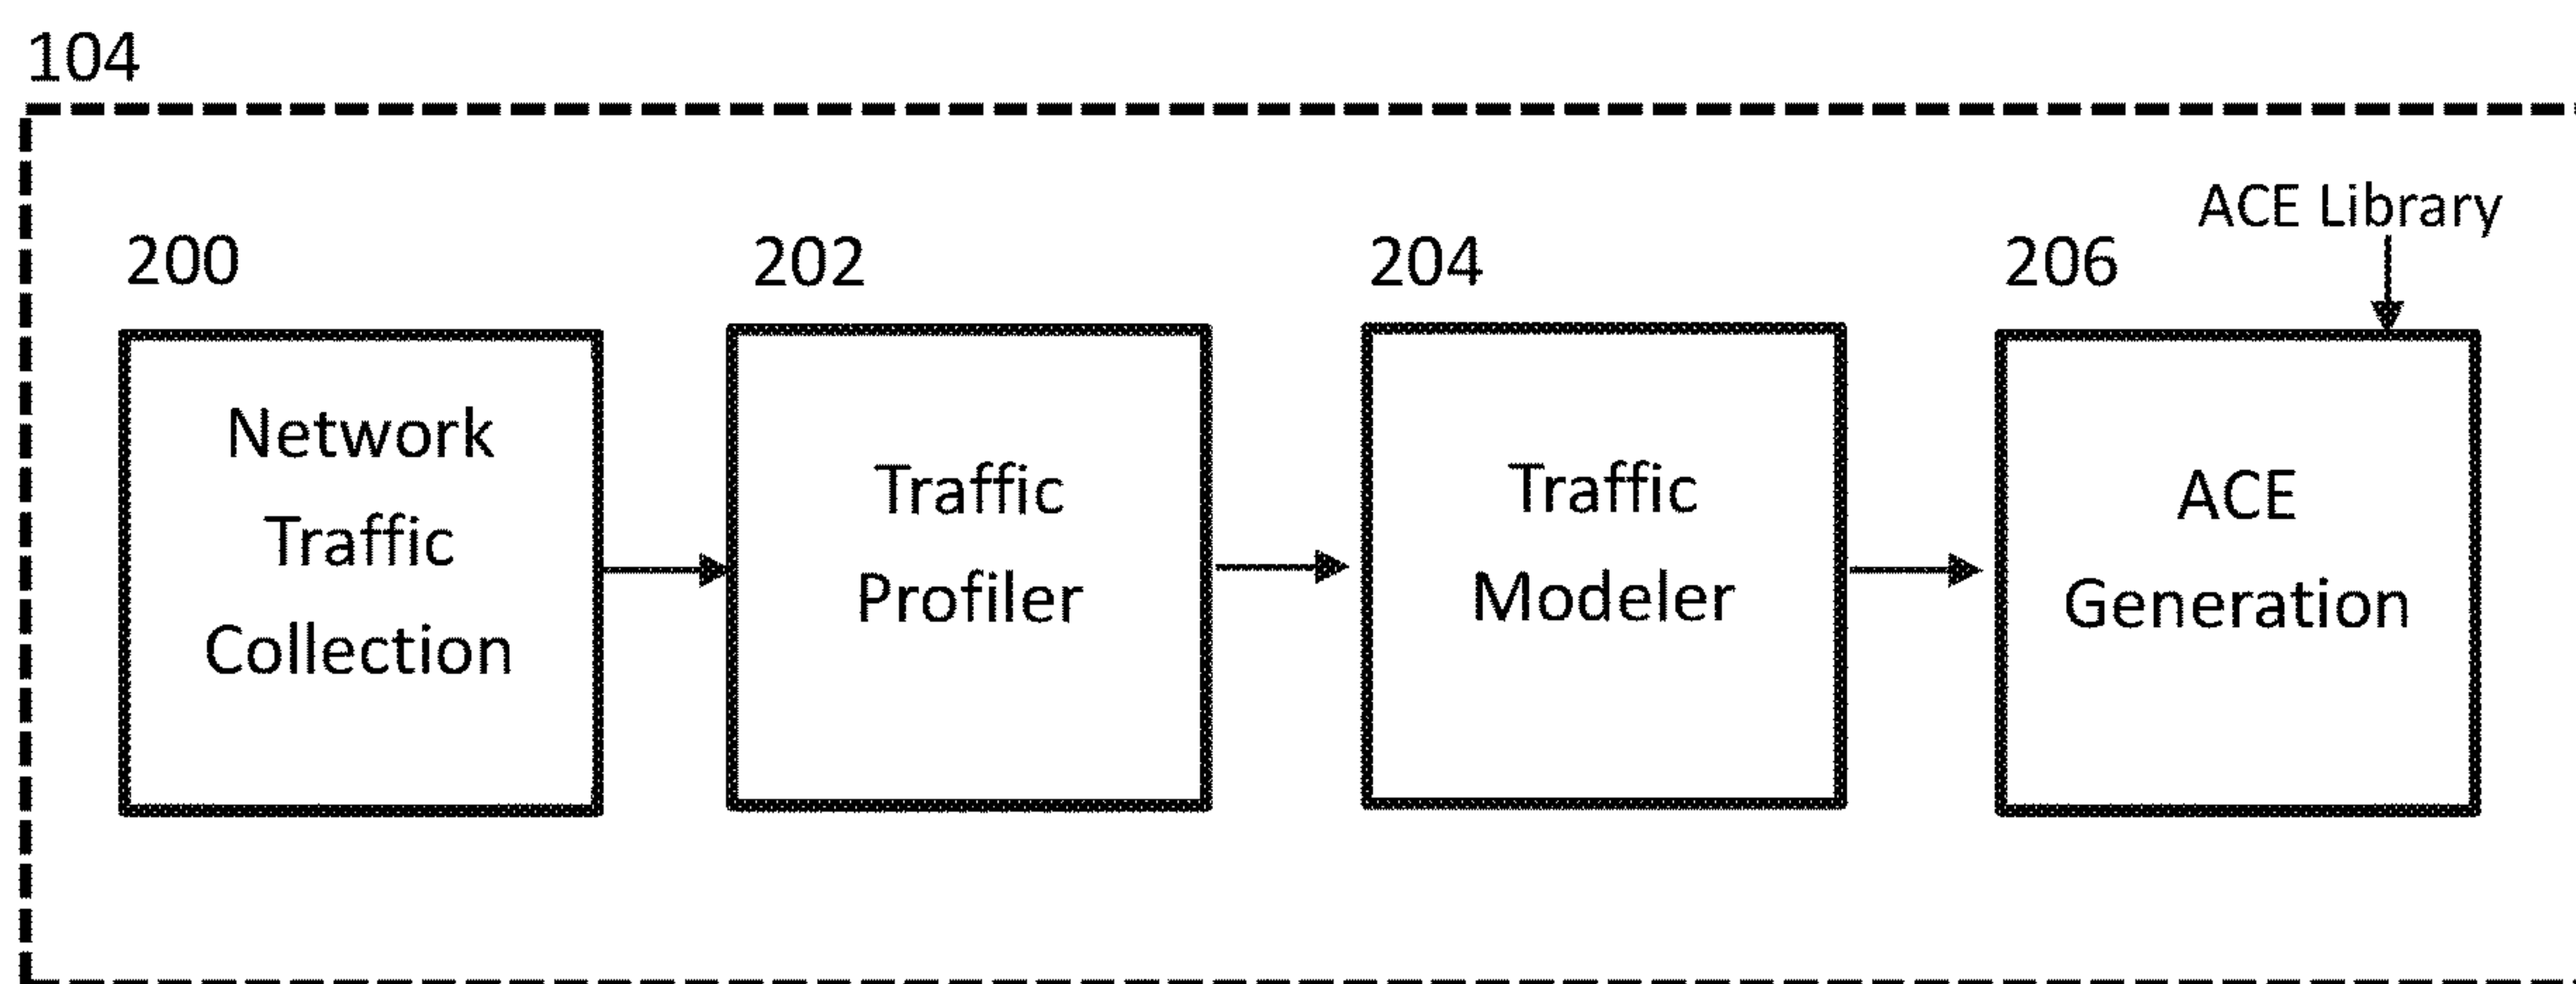 104
ACE Library
200
202
204
206
Network
Traffic
Collection
Traffic
Profiler
Traffic
Modeler
ACE
Generation